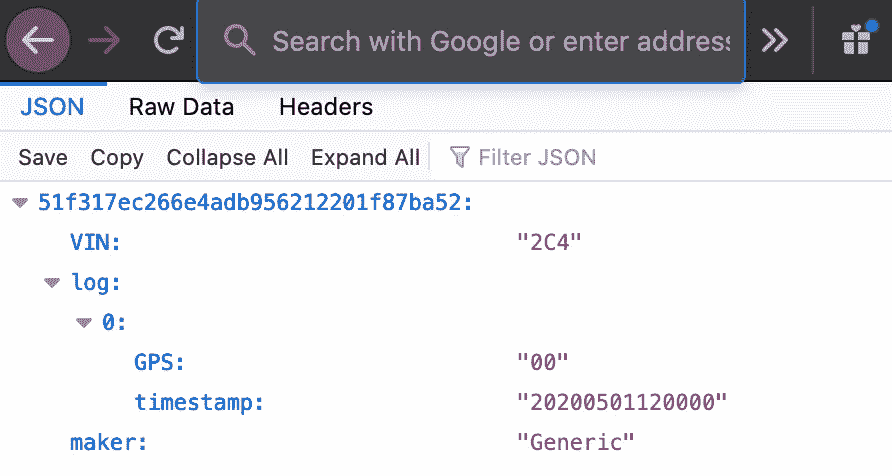 Search with Google or enter address
JSON Raw Data Headers
Save Copy Collapse All Expand All Filter JSON
51f317ec266e4adb956212201f87ba52:
VIN: "2C4"
log:
0:
GPS: "00"
timestamp: "20200501120000"
maker: "Generic"